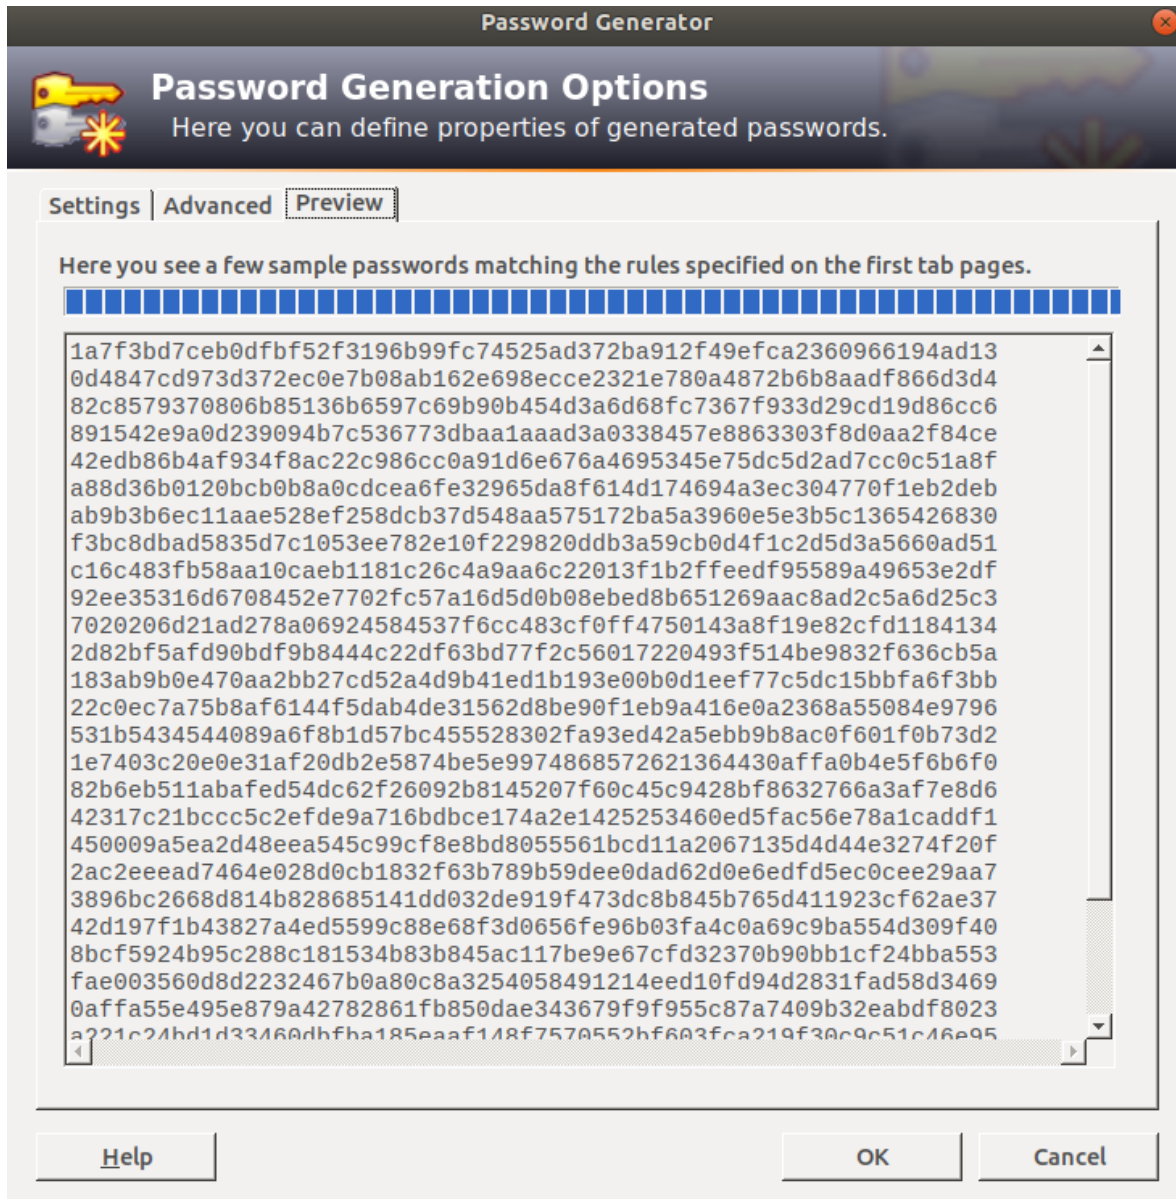 Password Generator
Password Generation Options
Here you can define properties of generated passwords.
Settings Advanced Preview
Here you see a few sample passwords matching the rules specified on the first tab pages.
1a7f3bd7ceb0dfbf52f3196b99fc74525ad372ba912f49efca2360966194ad13
0d4847cd973d372ec0e7b08ab162e698ecce2321e780a4872b6b8aadf866d3d4
82c8579370806b85136b6597c69b90b454d3a6d68fc7367f933d29cd19d86cc6
891542e9a0d239094b7c536773dbaa1aaad3a0338457e8863303f8d0aa2f84ce
42edb86b4af934f8ac22c986cc0a91d6e676a4695345e75dc5d2ad7cc0c51a8f
a88d36b0120bcb0b8a0cdcea6fe32965da8f614d174694a3ec304770f1eb2deb
ab9b3b6ec11aae528ef258dcb37d548aa575172ba5a3960e5e3b5c1365426830
f3bc8dbad5835d7c1053ee782e10f229820ddb3a59cb0d4f1c2d5d3a5660ad51
c16c483fb58aa10caeb1181c26c4a9aa6c22013f1b2ffeedf95589a49653e2df
92ee35316d6708452e7702fc57a16d5d0b08ebed8b651269aac8ad2c5a6d25c3
7020206d21ad278a06924584537f6cc483cf0ff4750143a8f19e82cfd1184134
2d82bf5afd90bdf9b8444c22df63bd77f2c56017220493f514be9832f636cb5a
183ab9b0e470aa2bb27cd52a4d9b41ed1b193e00b0d1eef77c5dc15bbfa6f3bb
22c0ec7a75b8af6144f5dab4de31562d8be90f1eb9a416e0a2368a55084e9796
531b5434544089a6f8b1d57bc455528302fa93ed42a5ebb9b8ac0f601f0b73d2
1e7403c20e0e31af20db2e5874be5e9974868572621364430affa0b4e5f6b6f0
82b6eb511abafed54dc62f26092b8145207f60c45c9428bf8632766a3af7e8d6
42317c21bccc5c2efde9a716bdbce174a2e1425253460ed5fac56e78a1caddf1
450009a5ea2d48eea545c99cf8e8bd8055561bcd11a2067135d4d44e3274f20f
2ac2eeead7464e028d0cb1832f63b789b59dee0dad62d0e6edfd5ec0cee29aa7
3896bc2668d814b828685141dd032de919f473dc8b845b765d411923cf62ae37
42d197f1b43827a4ed5599c88e68f3d0656fe96b03fa4c0a69c9ba554d309f40
8bcf5924b95c288c181534b83b845ac117be9e67cfd32370b90bb1cf24bba553
fae003560d8d2232467b0a80c8a3254058491214eed10fd94d2831fad58d3469
0affa55e495e879a42782861fb850dae343679f9f955c87a7409b32eabdf8023
a221c24bd1d33460dbfba185eaaf148f7570552bf603fca219f30c9c51c46e95
Help OK Cancel